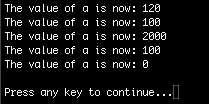 The value of a is now: 120
The value of a is now: 100
The value of a is now: 2000
The value of a is now: 100
The value of a is now: 0
Press any key to continue...